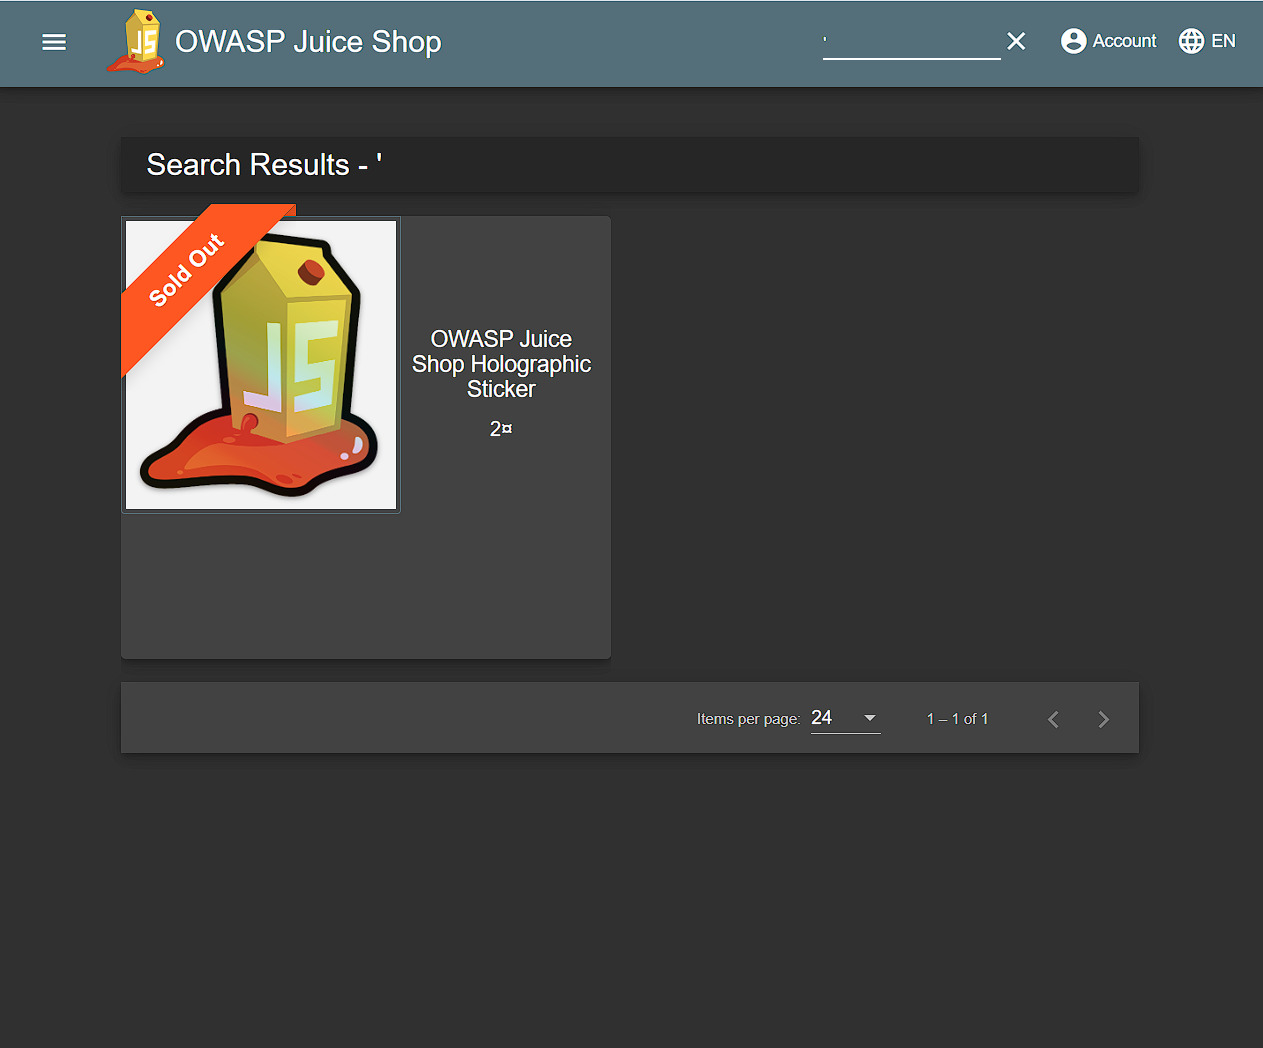 OWASP Juice Shop
'
Account
EN
Search Results - '
Sold Out
JS
OWASP Juice
Shop Holographic
Sticker
2¤
Items per page: 24
1 – 1 of 1